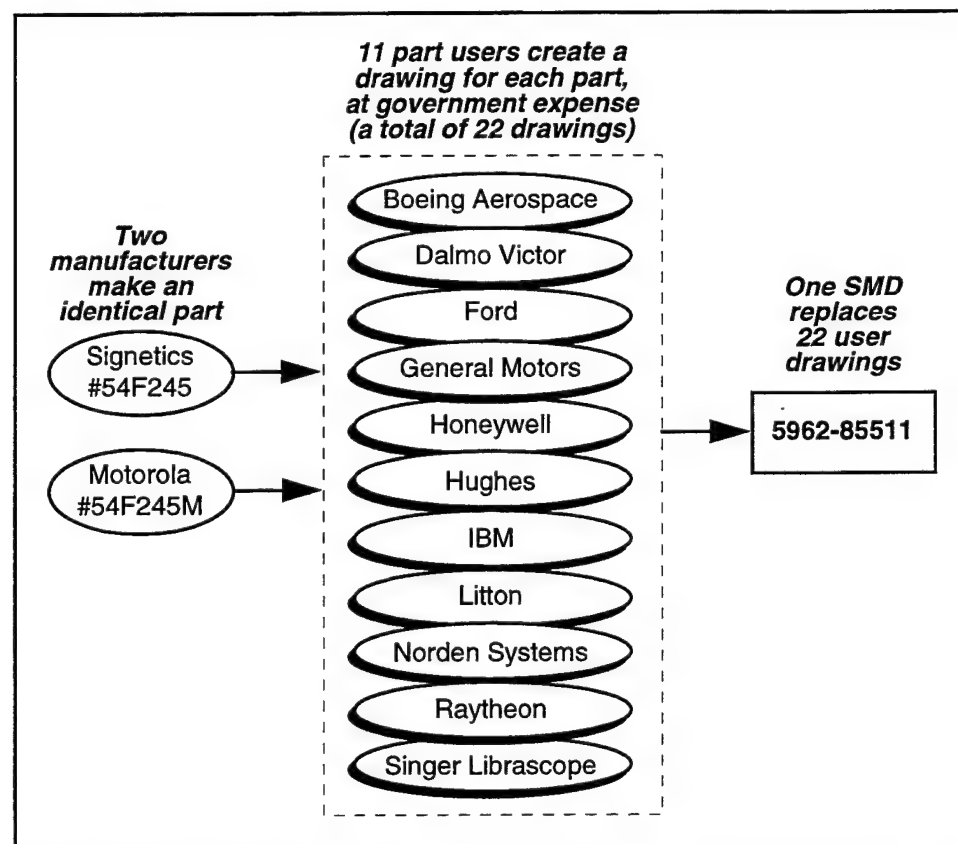 11 part users create a
drawing for each part,
at government expense
(a total of 22 drawings)
Two
manufacturers
make an
identical part
Signetics
#54F245
Motorola
#54F245M
Boeing Aerospace
Dalmo Victor
Ford
General Motors
Honeywell
Hughes
IBM
Litton
Norden Systems
Raytheon
Singer Librascope
One SMD
replaces
22 user
drawings
5962-85511